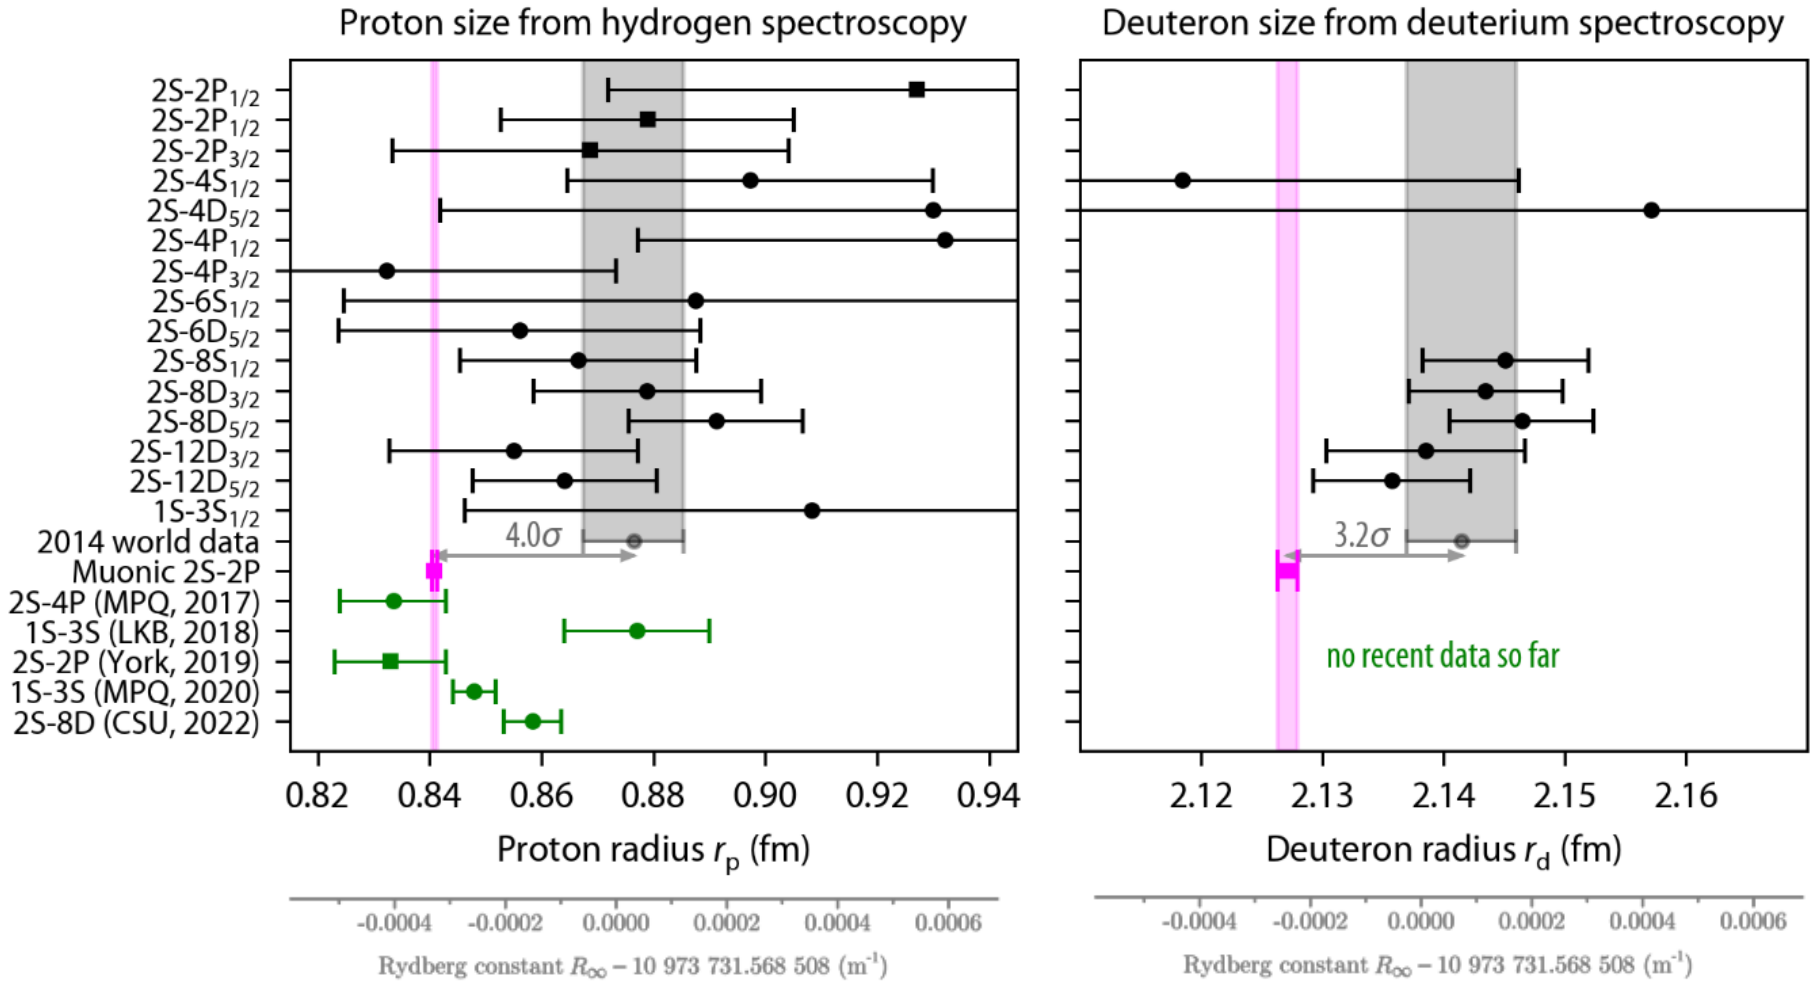 Proton size from hydrogen spectroscopy
Deuteron size from deuterium spectroscopy
2S-2P1/2
2S-2P1/2
2S-2P3/2
2S-4S1/2
2S-4D5/2
2S-4P1/2
2S-4P3/2
2S-6S1/2
2S-6D5/2
2S-8S1/2
2S-8D3/2
2S-8D5/2
2S-12D3/2
2S-12D5/2
1S-3S1/2
2014 world data
Muonic 2S-2P
2S-4P (MPQ, 2017)
1S-3S (LKB, 2018)
2S-2P (York, 2019)
1S-3S (MPQ, 2020)
2S-8D (CSU, 2022)
4.0σ
3.2σ
no recent data so far
0.82 0.84 0.86 0.88 0.90 0.92 0.94
2.12 2.13 2.14 2.15 2.16
Proton radius rp (fm)
Deuteron radius rd (fm)
-0.0004 -0.0002 0.0000 0.0002 0.0004 0.0006
-0.0004 -0.0002 0.0000 0.0002 0.0004 0.0006
Rydberg constant R∞ − 10 973 731.568 508 (m-1)
Rydberg constant R∞ − 10 973 731.568 508 (m-1)